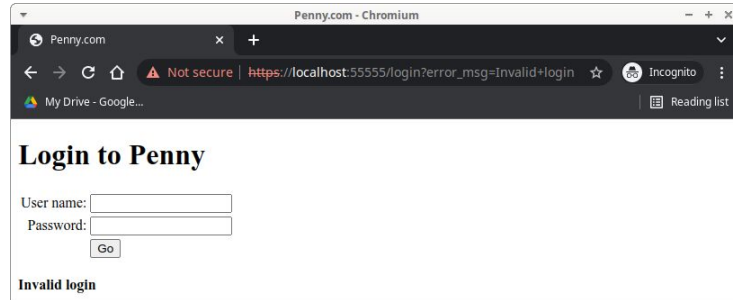 Penny.com - Chromium
Penny.com
Not secure | https://localhost:55555/login?error_msg=Invalid+login
Incognito
My Drive - Google...
Reading list
Login to Penny
User name:
Password:
Go
Invalid login